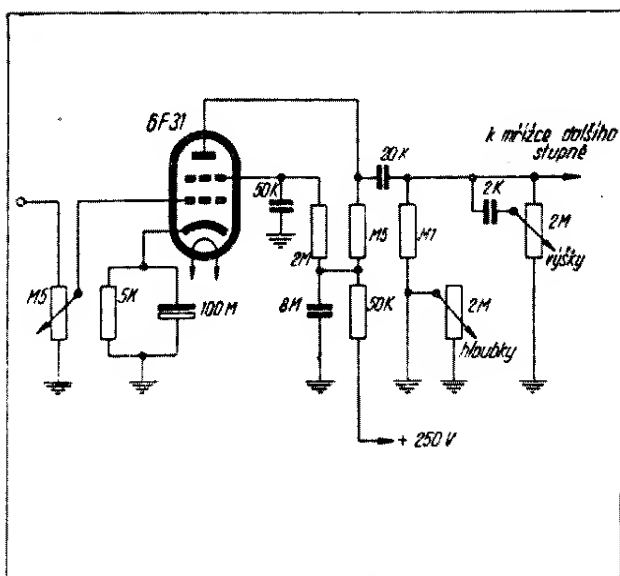 6F31
k mřížce dalšího
stupně
20K
50K
2K
2M
M5
M1
2M
výšky
M5
5K
100M
8M
50K
2M
hloubky
+ 250 V